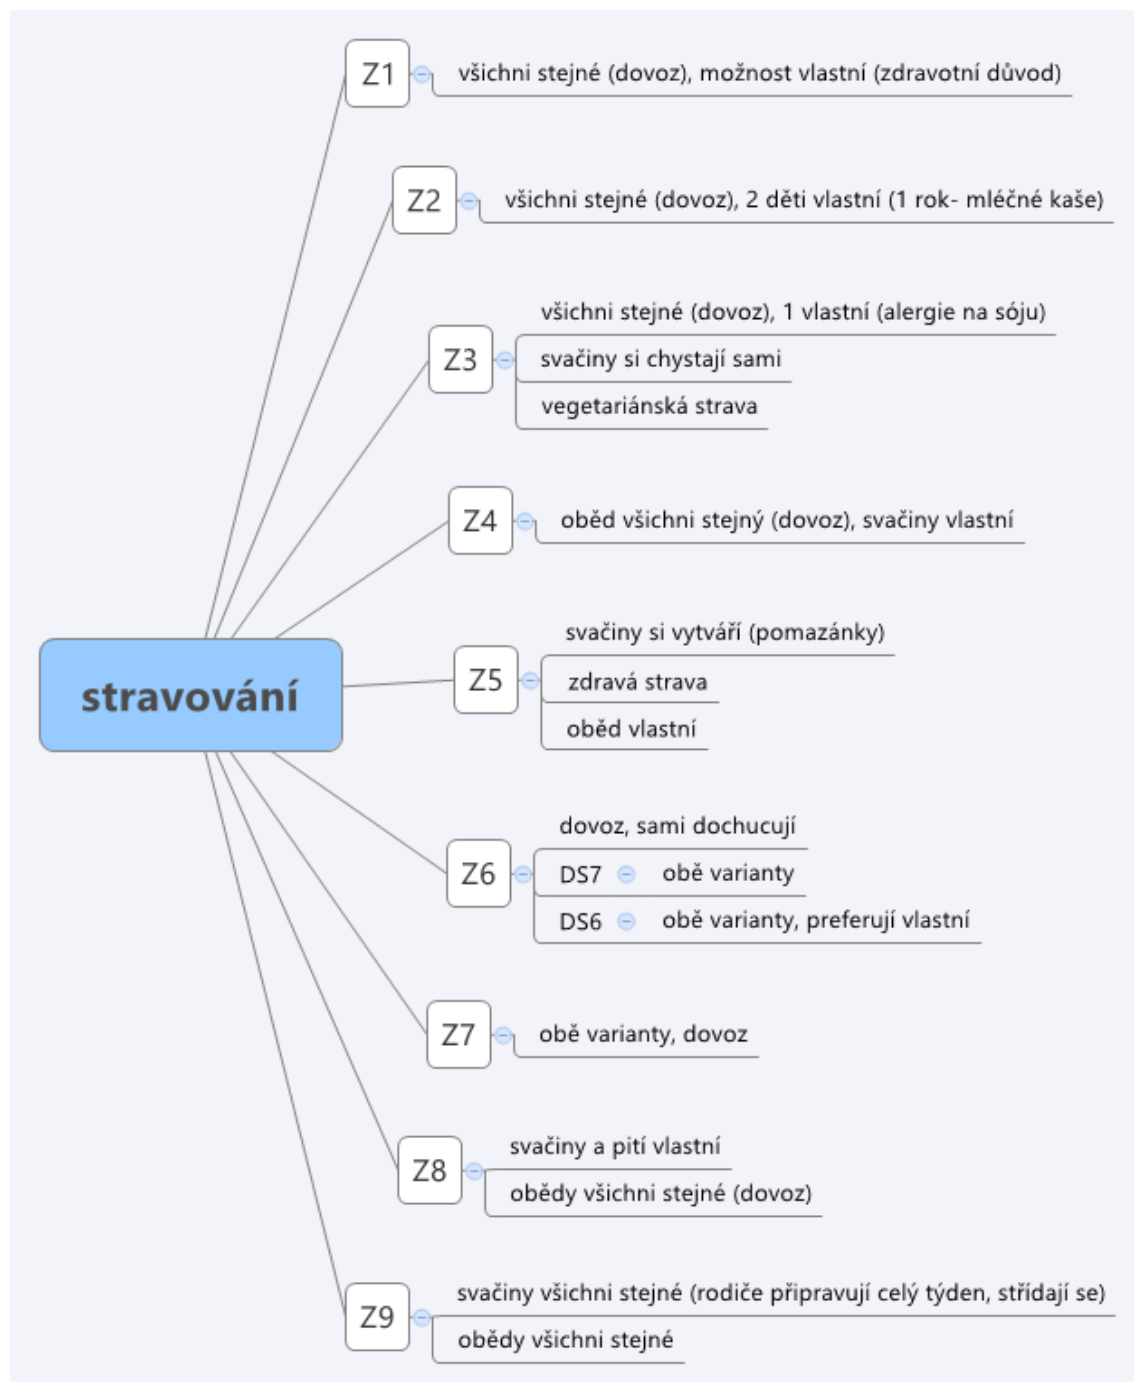 Z1
všichni stejné (dovoz), možnost vlastní (zdravotní důvod)
Z2
všichni stejné (dovoz), 2 děti vlastní (1 rok- mléčné kaše)
Z3
všichni stejné (dovoz), 1 vlastní (alergie na sóju)
svačiny si chystají sami
vegetariánská strava
Z4
oběd všichni stejný (dovoz), svačiny vlastní
stravování
Z5
svačiny si vytváří (pomazánky)
zdravá strava
oběd vlastní
Z6
dovoz, sami dochucují
DS7 obě varianty
DS6 obě varianty, preferují vlastní
Z7
obě varianty, dovoz
Z8
svačiny a pití vlastní
obědy všichni stejné (dovoz)
Z9
svačiny všichni stejné (rodiče připravují celý týden, střídají se)
obědy všichni stejné